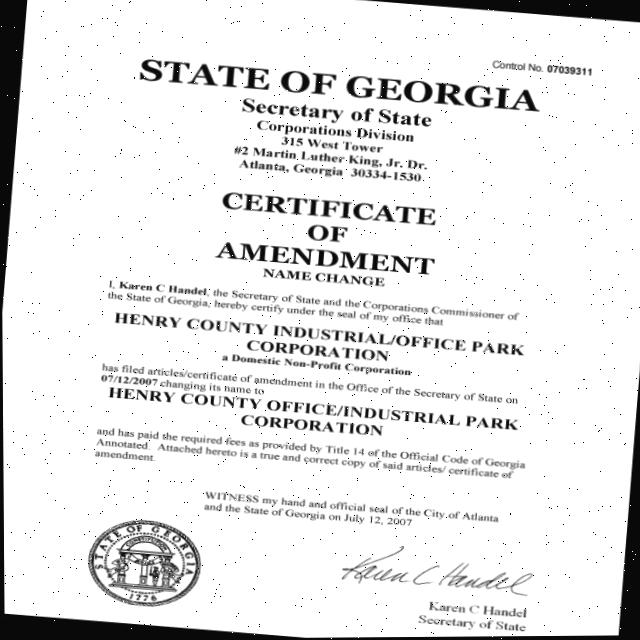 Control No. 07039311
STATE OF GEORGIA
Secretary of State
Corporations Division
315 West Tower
#2 Martin Luther King, Jr. Dr.
Atlanta, Georgia 30334-1530
CERTIFICATE
OF
AMENDMENT
NAME CHANGE
I, Karen C Handel, the Secretary of State and the Corporations Commissioner of
the State of Georgia, hereby certify under the seal of my office that
HENRY COUNTY INDUSTRIAL/OFFICE PARK
CORPORATION
a Domestic Non-Profit Corporation
has filed articles/certificate of amendment in the Office of the Secretary of State on
07/12/2007 changing its name to
HENRY COUNTY OFFICE/INDUSTRIAL PARK
CORPORATION
and has paid the required fees as provided by Title 14 of the Official Code of Georgia
Annotated. Attached hereto is a true and correct copy of said articles/ certificate of
amendment.
WITNESS my hand and official seal of the City of Atlanta
and the State of Georgia on July 12, 2007
STATE OF GEORGIA
1776
Karen C Handel
Karen C Handel
Secretary of State